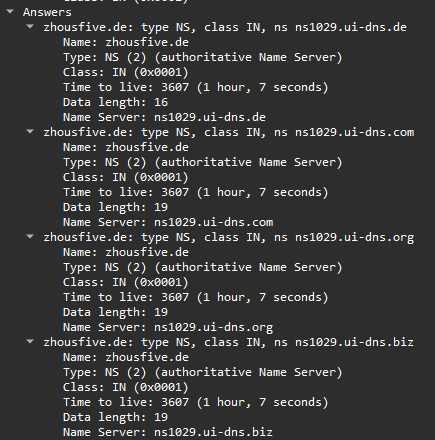 Answers
zhousfive.de: type NS, class IN, ns ns1029.ui-dns.de
Name: zhousfive.de
Type: NS (2) (authoritative Name Server)
Class: IN (0x0001)
Time to live: 3607 (1 hour, 7 seconds)
Data length: 16
Name Server: ns1029.ui-dns.de
zhousfive.de: type NS, class IN, ns ns1029.ui-dns.com
Name: zhousfive.de
Type: NS (2) (authoritative Name Server)
Class: IN (0x0001)
Time to live: 3607 (1 hour, 7 seconds)
Data length: 19
Name Server: ns1029.ui-dns.com
zhousfive.de: type NS, class IN, ns ns1029.ui-dns.org
Name: zhousfive.de
Type: NS (2) (authoritative Name Server)
Class: IN (0x0001)
Time to live: 3607 (1 hour, 7 seconds)
Data length: 19
Name Server: ns1029.ui-dns.org
zhousfive.de: type NS, class IN, ns ns1029.ui-dns.biz
Name: zhousfive.de
Type: NS (2) (authoritative Name Server)
Class: IN (0x0001)
Time to live: 3607 (1 hour, 7 seconds)
Data length: 19
Name Server: ns1029.ui-dns.biz